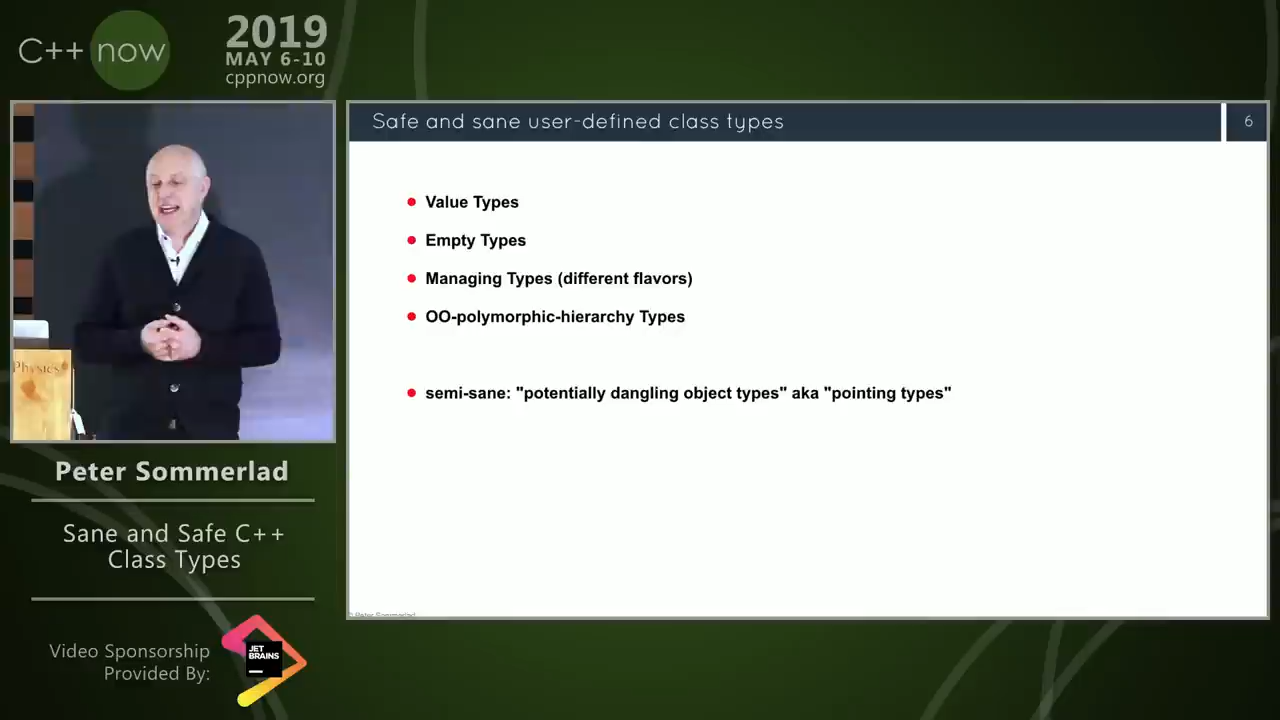 C++ now
2019
MAY 6-10
cppnow.org
Safe and sane user-defined class types
6
Value Types
Empty Types
Managing Types (different flavors)
OO-polymorphic-hierarchy Types
semi-sane: "potentially dangling object types" aka "pointing types"
© Peter Sommerlad
Physics
Peter Sommerlad
Sane and Safe C++
Class Types
Video Sponsorship
Provided By:
JET
BRAINS